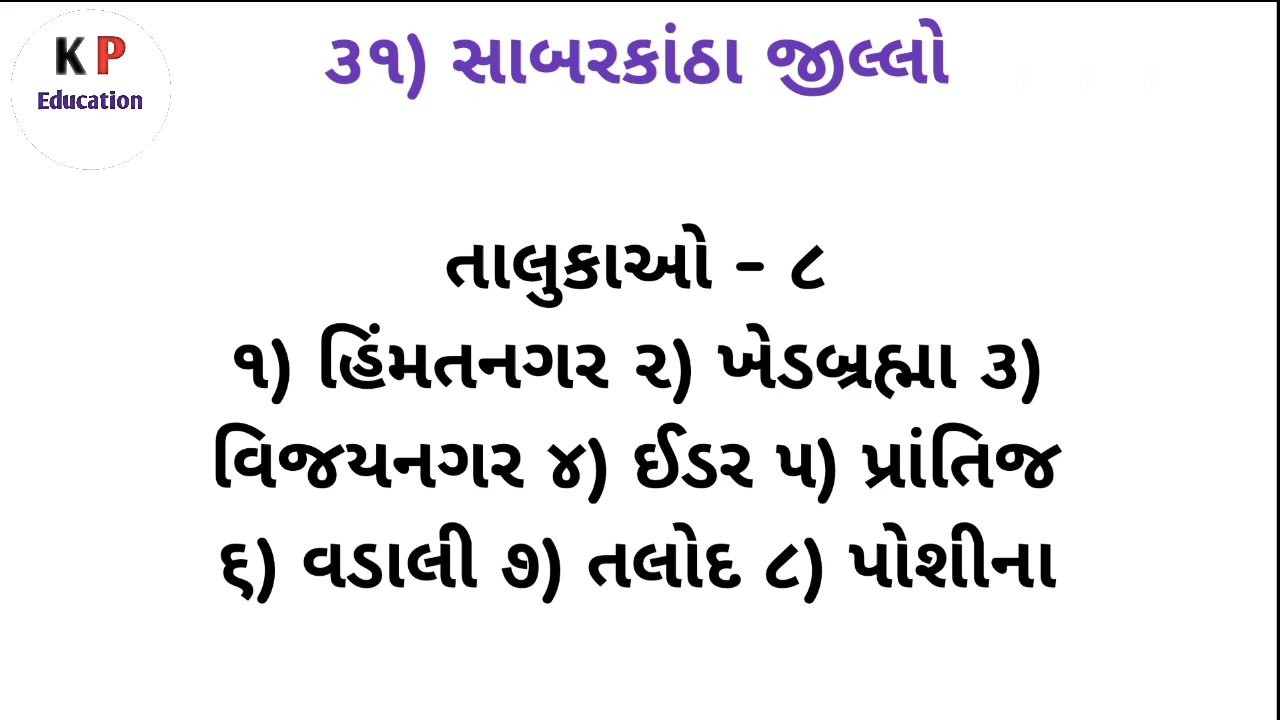 K P
Education
૩૧) સાબરકાંઠા જીલ્લો
તાલુકાઓ - ૮
૧) હિંમતનગર ૨) ખેડબ્રહ્મા ૩)
વિજયનગર ૪) ઈડર ૫) પ્રાંતિજ
૬) વડાલી ૭) તલોદ ૮) પોશીના